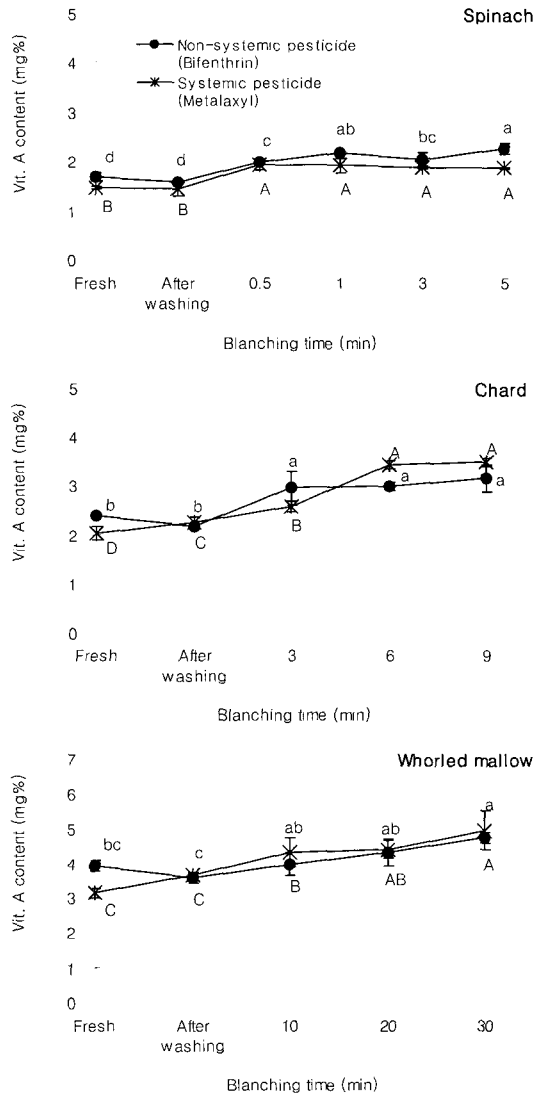 Spinach
Vit. A content (mg%)
5
4
3
2
1
0
Non-systemic pesticide
(Bifenthrin)
Systemic pesticide
(Metalaxyl)
d d c ab bc a
B B A A A A
Fresh After washing 0.5 1 3 5
Blanching time (min)
Chard
Vit. A content (mg%)
5
4
3
2
1
0
b b a a a
D C B A A
Fresh After washing 3 6 9
Blanching time (min)
Whorled mallow
Vit. A content (mg%)
7
6
5
4
3
2
1
0
bc c ab ab a
C C B AB A
Fresh After washing 10 20 30
Blanching time (min)